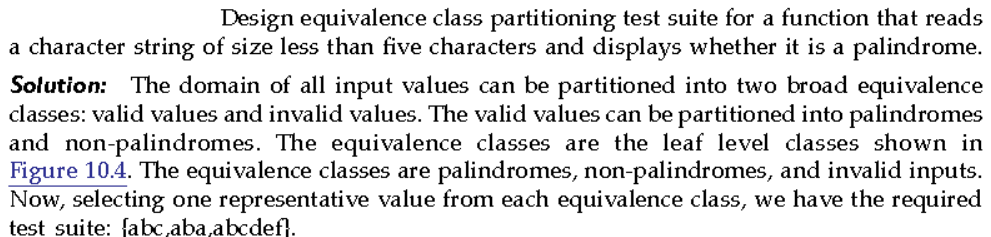 Design equivalence class partitioning test suite for a function that reads
a character string of size less than five characters and displays whether it is a palindrome.
Solution: The domain of all input values can be partitioned into two broad equivalence
classes: valid values and invalid values. The valid values can be partitioned into palindromes
and non-palindromes. The equivalence classes are the leaf level classes shown in
Figure 10.4. The equivalence classes are palindromes, non-palindromes, and invalid inputs.
Now, selecting one representative value from each equivalence class, we have the required
test suite: {abc,aba,abcdef}.